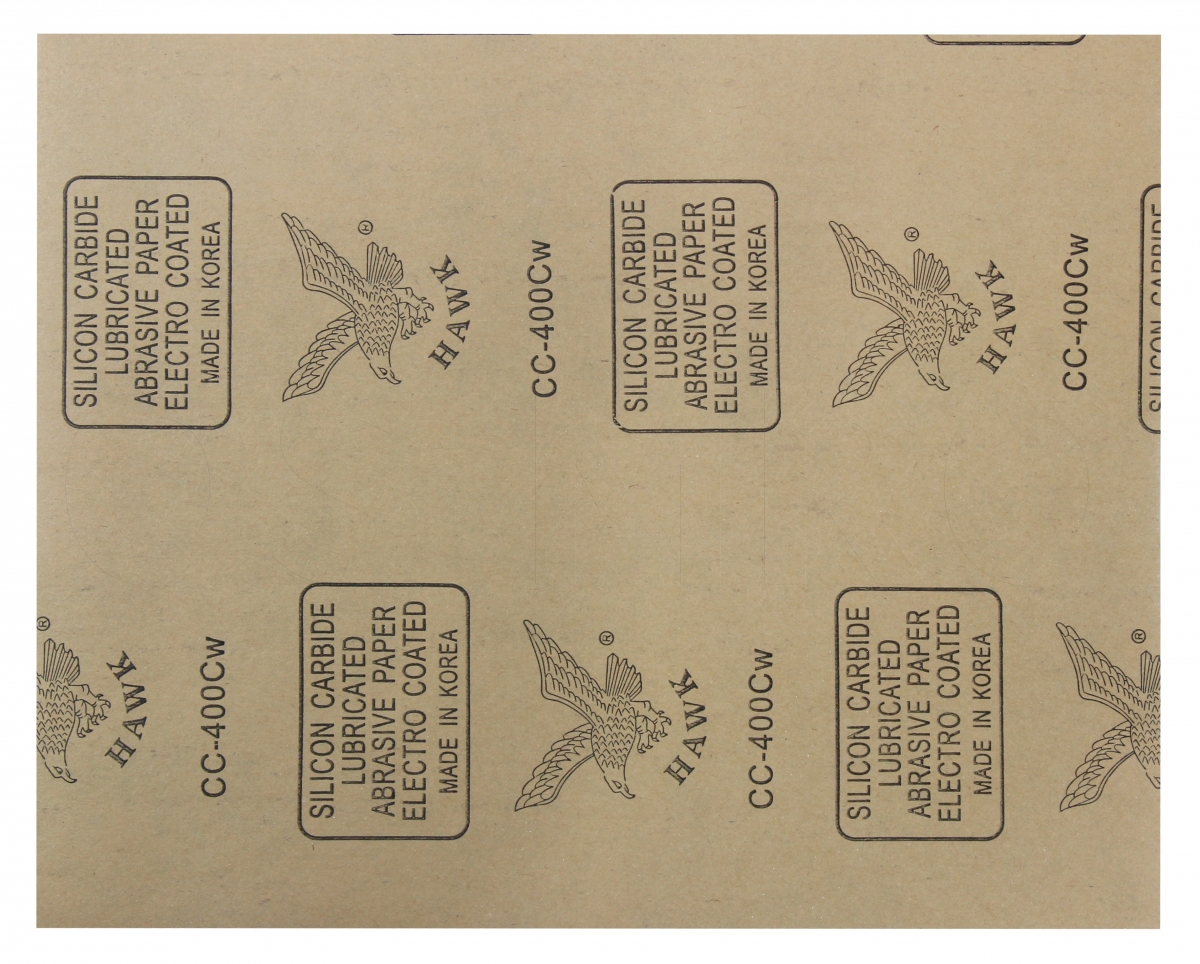 SILICON CARBIDE
LUBRICATED
ABRASIVE PAPER
ELECTRO COATED
MADE IN KOREA
®
HAWK
CC-400Cw
SILICON CARBIDE
LUBRICATED
ABRASIVE PAPER
ELECTRO COATED
MADE IN KOREA
®
HAWK
CC-400Cw
SILICON CARBIDE
®
HAWK
CC-400Cw
SILICON CARBIDE
LUBRICATED
ABRASIVE PAPER
ELECTRO COATED
MADE IN KOREA
®
HAWK
CC-400Cw
SILICON CARBIDE
LUBRICATED
ABRASIVE PAPER
ELECTRO COATED
MADE IN KOREA
®